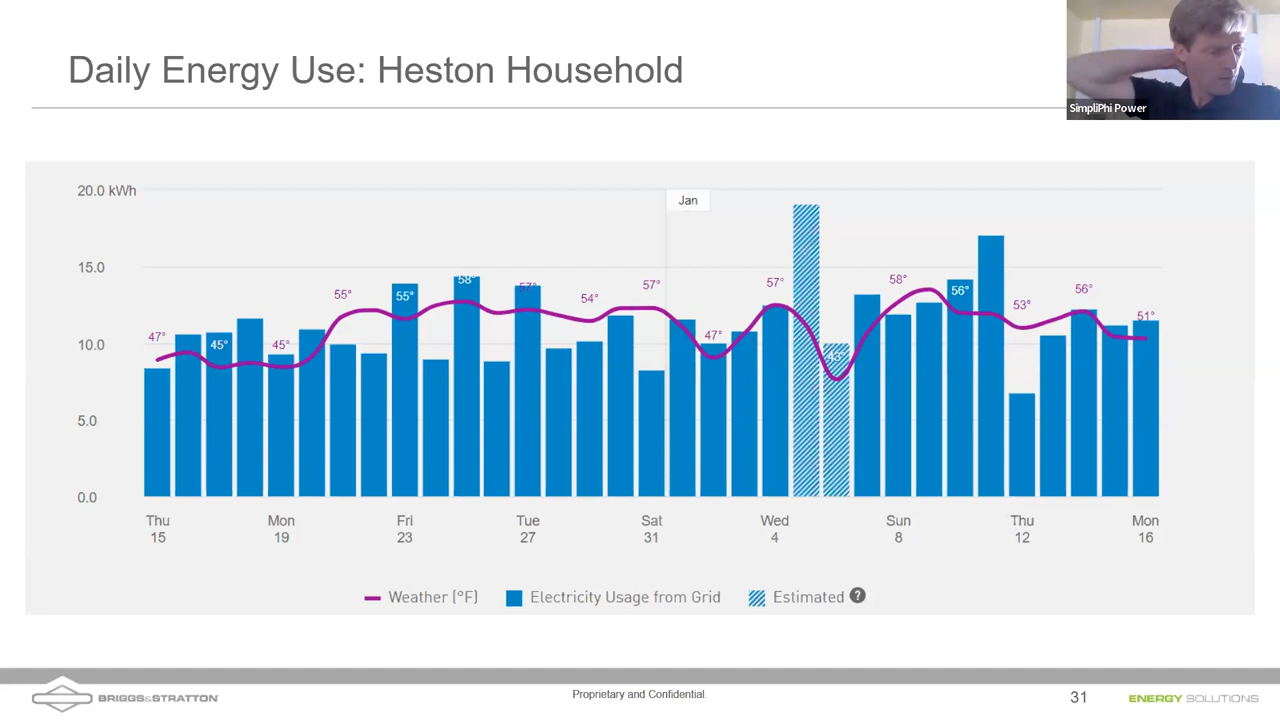 Daily Energy Use: Heston Household
SimpliPhi Power
20.0 kWh
Jan
15.0
10.0
5.0
0.0
47°
45°
45°
55°
55°
58°
57°
54°
57°
47°
57°
43°
58°
56°
53°
56°
51°
Thu Mon Fri Tue Sat Wed Sun Thu Mon
15 19 23 27 31 4 8 12 16
Weather (°F) Electricity Usage from Grid Estimated ?
BRIGGS&STRATTON
Proprietary and Confidential.
31
ENERGY SOLUTIONS